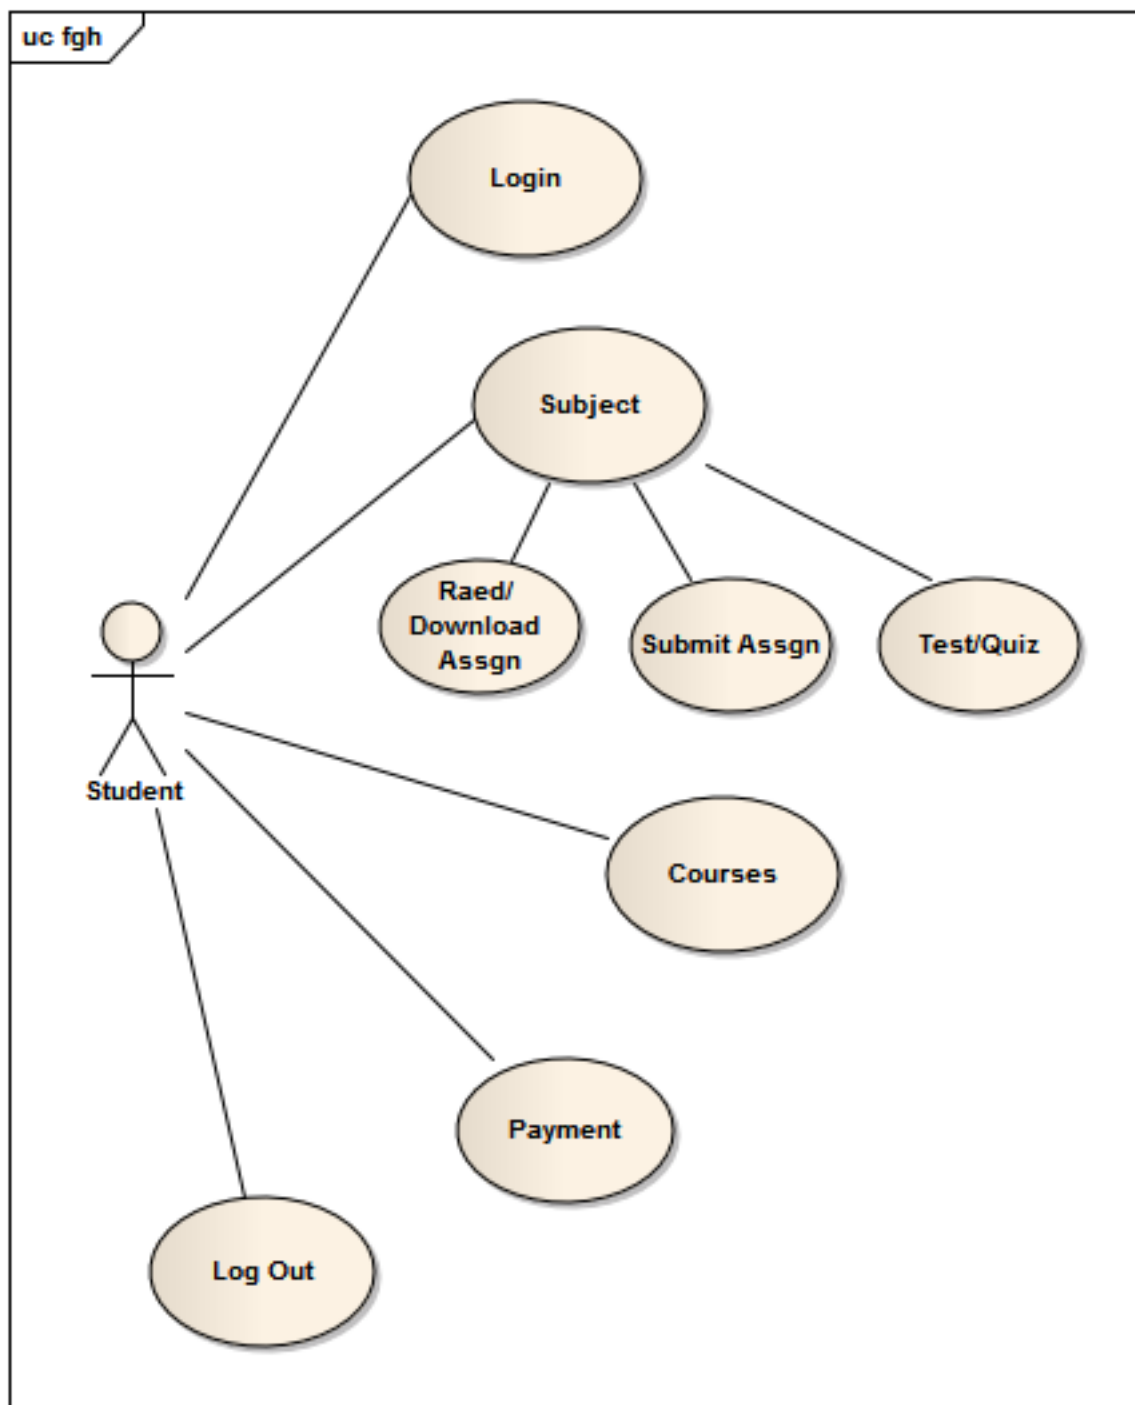 uc fgh
Login
Subject
Raed/
Download
Assgn
Submit Assgn
Test/Quiz
Student
Courses
Payment
Log Out